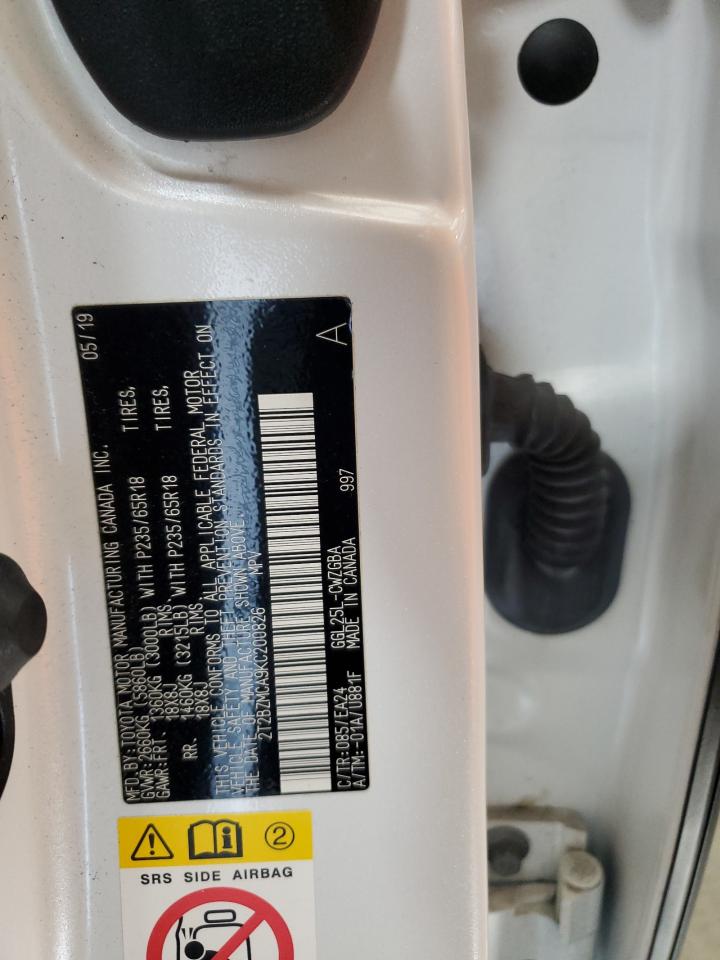 MFD.BY:TOYOTA MOTOR MANUFACTURING CANADA INC. 05/19
GVWR:2660KG (5860LB)
GAWR:FRT. 1360KG (3000LB) WITH P235/65R18 TIRES,
18X8J RIMS
RR. 1460KG (3215LB) WITH P235/65R18 TIRES,
18X8J RIMS
THIS VEHICLE CONFORMS TO ALL APPLICABLE FEDERAL MOTOR
VEHICLE SAFETY AND THEFT PREVENTION STANDARDS IN EFFECT ON
THE DATE OF MANUFACTURE SHOWN ABOVE.
2T2BZMCA9KC200826 MPV
C/TR:085/EA24 GGL25L-CWZGBA
A/TM:-01A/U881F MADE IN CANADA 997 A
2
SRS SIDE AIRBAG